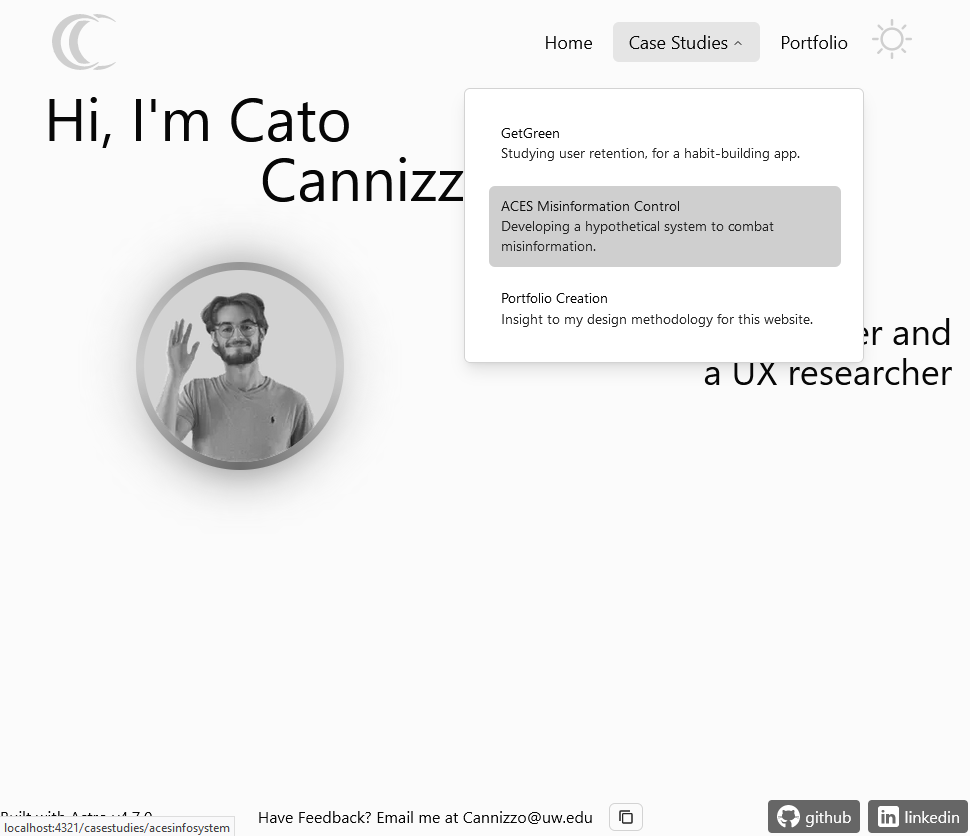 Home
Case Studies
Portfolio
Hi, I'm Cato
Cannizz
GetGreen
Studying user retention, for a habit-building app.
ACES Misinformation Control
Developing a hypothetical system to combat
misinformation.
Portfolio Creation
Insight to my design methodology for this website.
er and
a UX researcher
Built with Astro v4.7.0
localhost:4321/casestudies/acesinfosystem
Have Feedback? Email me at Cannizzo@uw.edu
github
linkedin